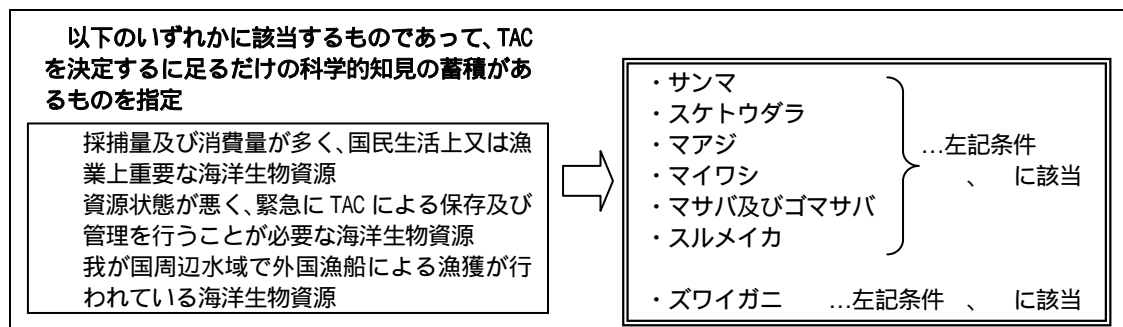 以下のいずれかに該当するものであって、TAC
を決定するに足るだけの科学的知見の蓄積があ
るものを指定
採捕量及び消費量が多く、国民生活上又は漁
業上重要な海洋生物資源
資源状態が悪く、緊急に TAC による保存及び
管理を行うことが必要な海洋生物資源
我が国周辺水域で外国漁船による漁獲が行
われている海洋生物資源
・サンマ
・スケトウダラ
・マアジ
・マイワシ
・マサバ及びゴマサバ
・スルメイカ
…左記条件
、 に該当
・ズワイガニ …左記条件 、 に該当